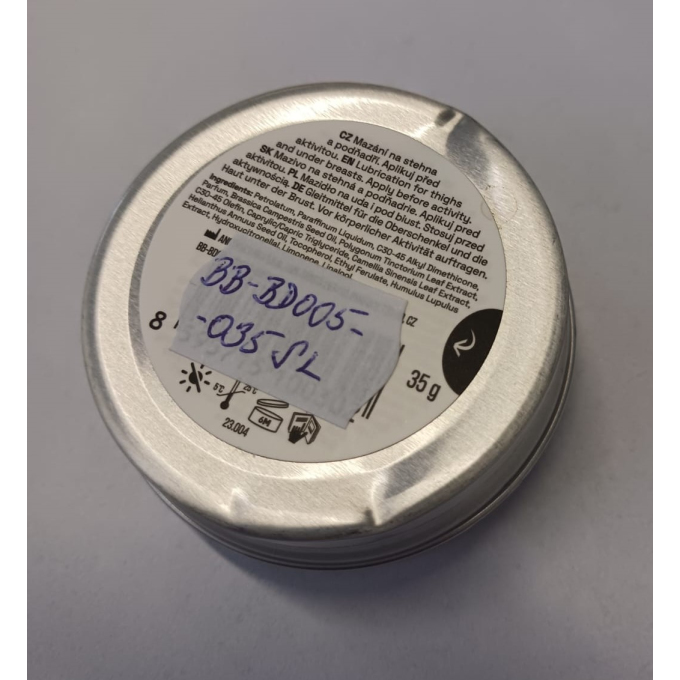 CZ Mazání na stehna
a podňadří. Aplikuj před
aktivitou. EN Lubrication for thighs
and under breasts. Apply before activity.
SK Mazivo na stehná a podňadrie. Aplikuj pred
aktivitou. PL Mazidło na uda i pod biust. Stosuj przed
aktywnością. DE Gleitmittel für die Oberschenkel und die
Haut unter der Brust. Vor körperlicher Aktivität auftragen.
Ingredients: Petrolatum, Paraffinum Liquidum, C30-45 Alkyl Dimethicone,
Parfum, Brassica Campestris Seed Oil, Polygonum Tinctorium Leaf Extract,
C30-45 Olefin, Caprylic/Capric Triglyceride, Camellia Sinensis Leaf Extract,
Helianthus Annuus Seed Oil, Tocopherol, Ethyl Ferulate, Humulus Lupulus
Extract, Hydroxycitronellal, Limonene, Linalool
BB-BD005-
-035SL
CZ
8
35 g
6M
23.004